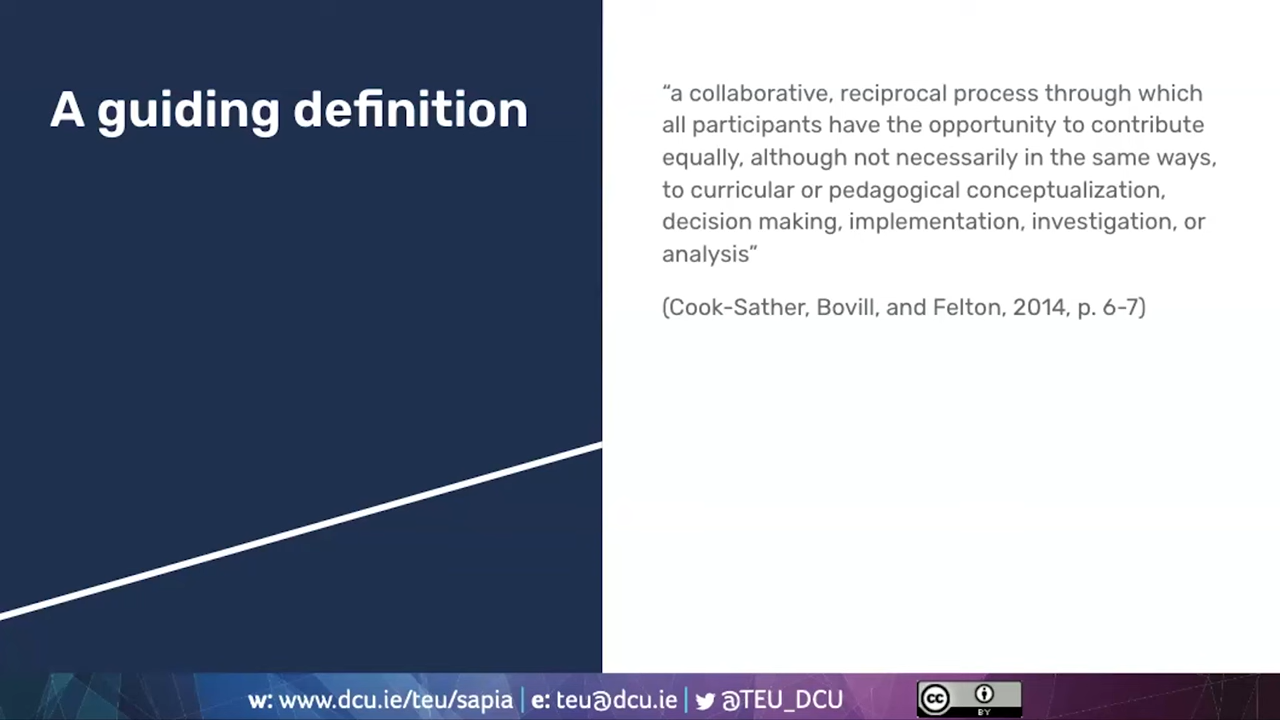 A guiding definition
“a collaborative, reciprocal process through which
all participants have the opportunity to contribute
equally, although not necessarily in the same ways,
to curricular or pedagogical conceptualization,
decision making, implementation, investigation, or
analysis”
(Cook-Sather, Bovill, and Felton, 2014, p. 6-7)
w: www.dcu.ie/teu/sapia | e: teu@dcu.ie | @TEU_DCU
cc
BY